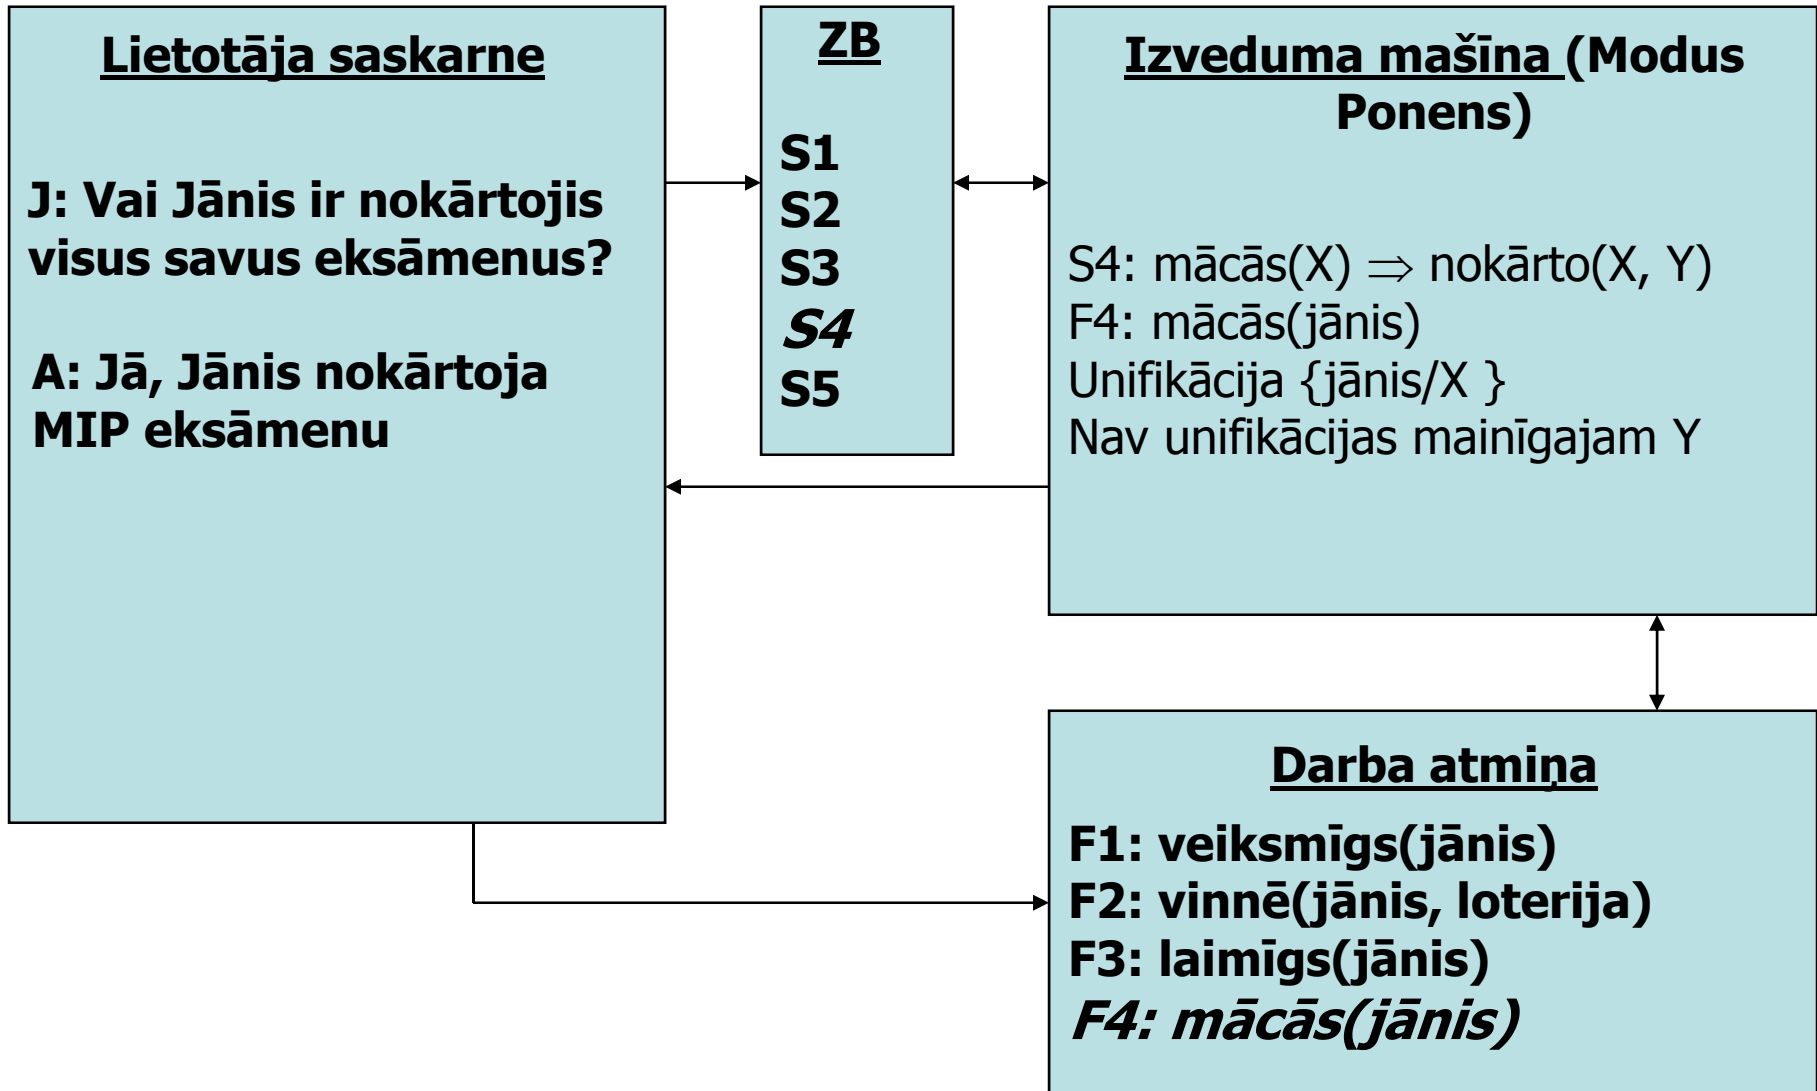 Lietotāja saskarne
J: Vai Jānis ir nokārtojis
visus savus eksāmenus?
A: Jā, Jānis nokārtoja
MIP eksāmenu
ZB
S1
S2
S3
S4
S5
Izveduma mašīna (Modus
Ponens)
S4: mācās(X) ⇒ nokārto(X, Y)
F4: mācās(jānis)
Unifikācija {jānis/X }
Nav unifikācijas mainīgajam Y
Darba atmiņa
F1: veiksmīgs(jānis)
F2: vinnē(jānis, loterija)
F3: laimīgs(jānis)
F4: mācās(jānis)